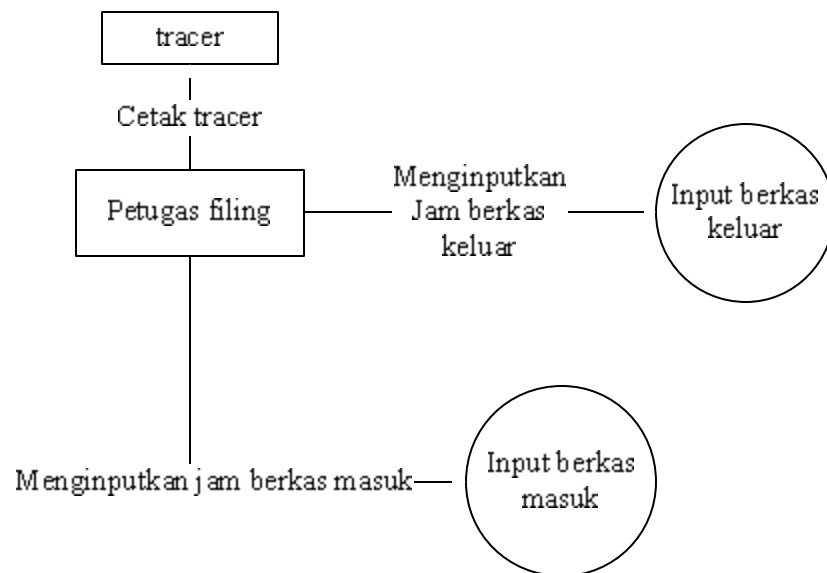 tracer
Cetak tracer
Petugas filing
Menginputkan
Jam berkas
keluar
Input berkas
keluar
Menginputkan jam berkas masuk
Input berkas
masuk